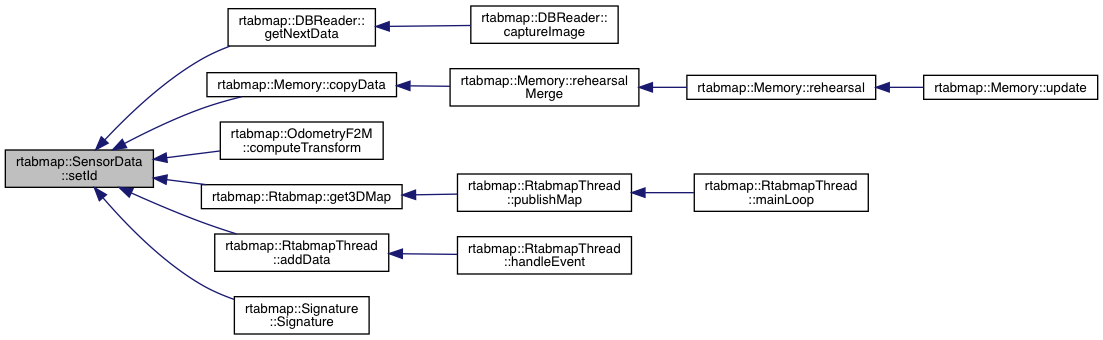 rtabmap::DBReader::
getNextData
rtabmap::DBReader::
captureImage
rtabmap::Memory::copyData
rtabmap::Memory::rehearsal
Merge
rtabmap::Memory::rehearsal
rtabmap::Memory::update
rtabmap::OdometryF2M
::computeTransform
rtabmap::SensorData
::setId
rtabmap::Rtabmap::get3DMap
rtabmap::RtabmapThread
::publishMap
rtabmap::RtabmapThread
::mainLoop
rtabmap::RtabmapThread
::addData
rtabmap::RtabmapThread
::handleEvent
rtabmap::Signature
::Signature